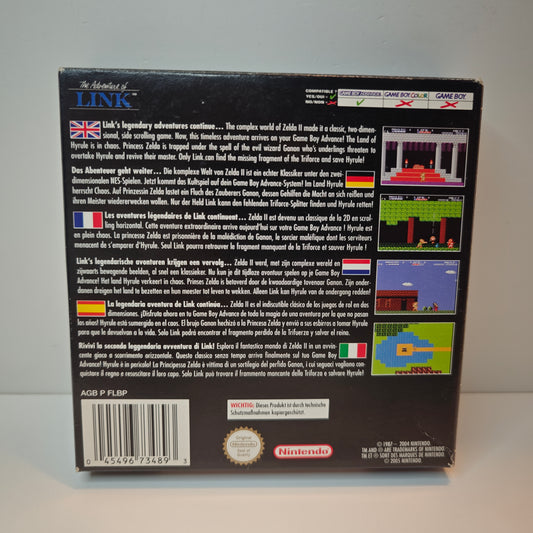 The Adventure of
LINK™
COMPATIBLE?
YES/OUI
NO/NON
GAME BOY ADVANCE
GAME BOY COLOR
GAME BOY
Link's legendary adventures continue... The complex world of Zelda II made it a classic, two-dimen-
sional, side scrolling game. Now, this timeless adventure arrives on your Game Boy Advance! The Land of
Hyrule is in chaos. Princess Zelda is trapped under the spell of the evil wizard Ganon who's underlings threaten to
overtake Hyrule and revive their master. Only Link can find the missing fragment of the Triforce and save Hyrule!
Das Abenteuer geht weiter... Die komplexe Welt von Zelda II ist ein echter Klassiker unter den zwei-
dimensionalen NES-Spielen. Jetzt kommt das Kultspiel auf dein Game Boy Advance-System! Im Land Hyrule
herrscht Chaos. Auf Prinzessin Zelda lastet ein Fluch des Zauberers Ganon, dessen Gehilfen die Macht an sich reißen und
ihren Meister wiedererwecken wollen. Nur der Held Link kann den fehlenden Triforce-Splitter finden und Hyrule retten!
Les aventures légendaires de Link continuent... Zelda II est devenu un classique de la 2D en scrol-
ling horizontal. Cette aventure extraordinaire arrive aujourd'hui sur votre Game Boy Advance ! Hyrule est
en plein chaos. La princesse Zelda est prisonnière de la malédiction de Ganon, le sorcier maléfique dont les serviteurs
menacent de s'emparer d'Hyrule. Seul Link pourra retrouver le fragment manquant de la Triforce et sauver Hyrule !
Link's legendarische avonturen krijgen een vervolg... Zelda II werd, met zijn complexe wereld en
zijwaarts bewegende beelden, al snel een klassieker. Nu kun je dit tijdloze avontuur spelen op je Game Boy
Advance! Het land Hyrule verkeert in chaos. Prinses Zelda is betoverd door de kwaadaardige tovenaar Ganon. Onder-
danen dreigen het land te bezetten en hun meester tot leven te wekken... Alleen Link kan Hyrule van de ondergang redden!
La legendaria aventura de Link continúa... Zelda II es el indiscutible clásico de los juegos de rol en dos
dimensiones. ¡Disfruta ahora en tu Game Boy Advance de toda la magia de una aventura por la que no pasan
los años! Hyrule está sumergido en el caos. El brujo Ganon hechizó a la Princesa Zelda y envió a sus esbirros a tomar Hyrule
para que le devuelvan a la vida. Sólo Link podrá encontrar el fragmento perdido de la Trifuerza y salvar el reino.
Rivivi la seconda leggendaria avventura di Link! Esplora il fantastico mondo di Zelda II in un avvin-
cente gioco a scorrimento orizzontale. Questo classico senza tempo arriva finalmente sul tuo Game Boy
Advance! Hyrule è in pericolo! La Principessa Zelda è vittima di un sortilegio del perfido Ganon, i cui seguaci vogliono con-
quistare il regno e resuscitare il loro capo. Solo Link può trovare il frammento mancante della Triforza e salvare Hyrule!
AGB P FLBP
WICHTIG: Dieses Produkt ist durch technische
Schutzmaßnahmen kopiergeschützt.
0 45496 73489 3
Original
Nintendo
Seal of
QUALITY
Nintendo
© 1987 – 2004 NINTENDO.
TM AND ® ARE TRADEMARKS OF NINTENDO.
TM ET ® SONT DES MARQUES DE NINTENDO.
© 2005 NINTENDO.